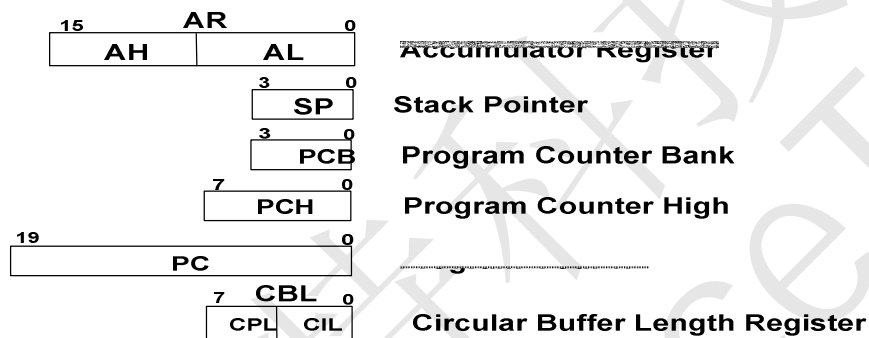 AR
15 0
AH AL Accumulator Register
3 0
SP Stack Pointer
3 0
PCB Program Counter Bank
7 0
PCH Program Counter High
19 0
PC
CBL
7 0
CPL CIL Circular Buffer Length Register